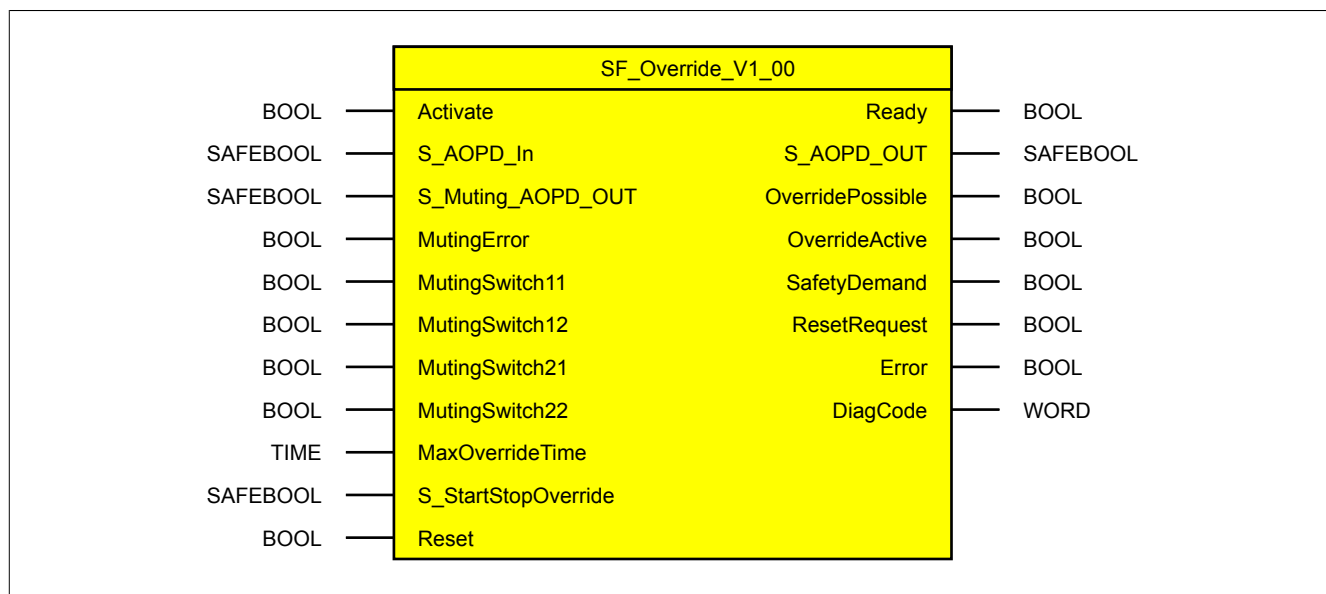 SF_Override_V1_00
BOOL Activate Ready BOOL
SAFEBOOL S_AOPD_In S_AOPD_OUT SAFEBOOL
SAFEBOOL S_Muting_AOPD_OUT OverridePossible BOOL
BOOL MutingError OverrideActive BOOL
BOOL MutingSwitch11 SafetyDemand BOOL
BOOL MutingSwitch12 ResetRequest BOOL
BOOL MutingSwitch21 Error BOOL
BOOL MutingSwitch22 DiagCode WORD
TIME MaxOverrideTime
SAFEBOOL S_StartStopOverride
BOOL Reset